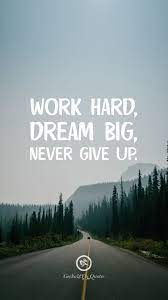 WORK HARD,
DREAM BIG,
NEVER GIVE UP.